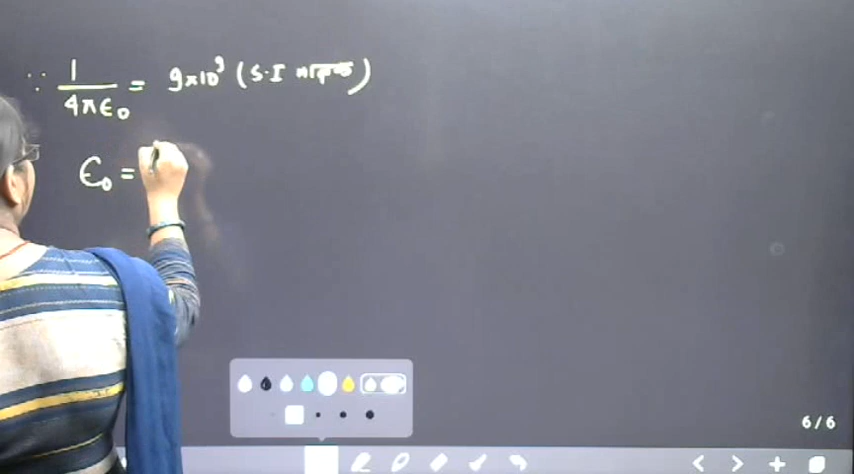 ∵ 1/4πϵ₀ = 9×10⁹ (S.I
ϵ₀ =
6/6